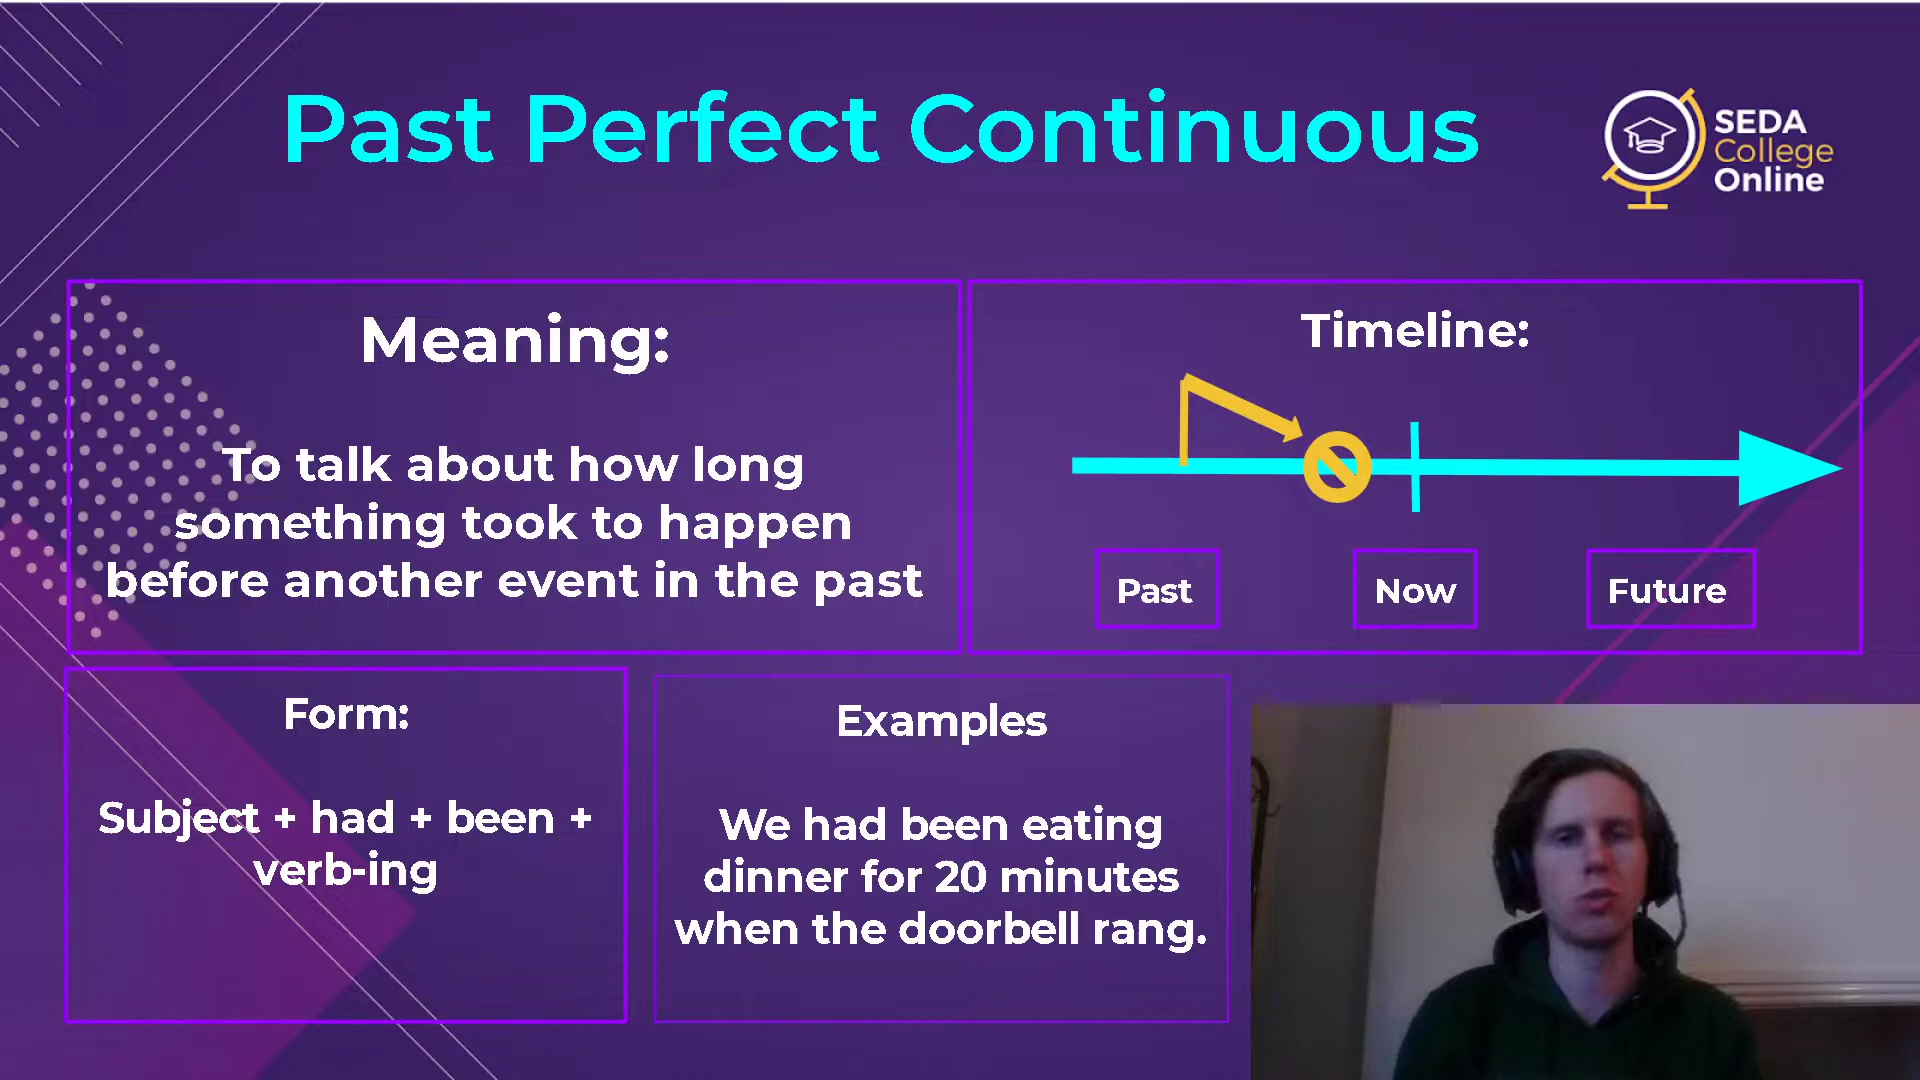 Past Perfect Continuous
SEDA
College
Online
Meaning:
To talk about how long
something took to happen
before another event in the past
Timeline:
Past
Now
Future
Form:
Subject + had + been +
verb-ing
Examples
We had been eating
dinner for 20 minutes
when the doorbell rang.